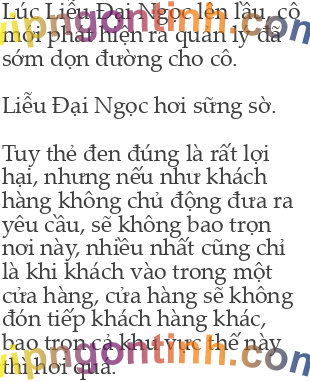 Lúc Liễu Đại Ngọc lên lầu, cô
mới phát hiện ra quản lý đã
sớm dọn đường cho cô.
Liễu Đại Ngọc hơi sững sờ.
Tuy thẻ đen đúng là rất lợi
hại, nhưng nếu như khách
hàng không chủ động đưa ra
yêu cầu, sẽ không bao trọn
nơi này, nhiều nhất cũng chỉ
là khi khách vào trong một
cửa hàng, cửa hàng sẽ không
đón tiếp khách hàng khác,
bao trọn cả khu vực thế này
thì hơi quá.